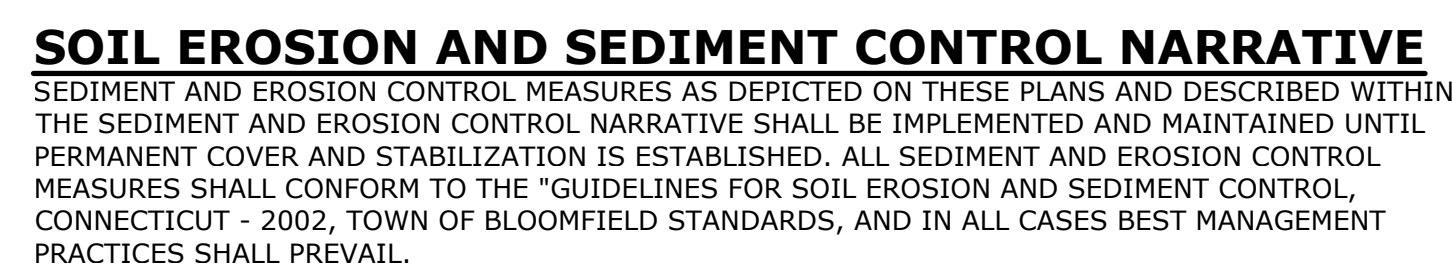 SOIL EROSION AND SEDIMENT CONTROL NARRATIVE
SEDIMENT AND EROSION CONTROL MEASURES AS DEPICTED ON THESE PLANS AND DESCRIBED WITHIN
THE SEDIMENT AND EROSION CONTROL NARRATIVE SHALL BE IMPLEMENTED AND MAINTAINED UNTIL
PERMANENT COVER AND STABILIZATION IS ESTABLISHED. ALL SEDIMENT AND EROSION CONTROL
MEASURES SHALL CONFORM TO THE "GUIDELINES FOR SOIL EROSION AND SEDIMENT CONTROL,
CONNECTICUT - 2002, TOWN OF BLOOMFIELD STANDARDS, AND IN ALL CASES BEST MANAGEMENT
PRACTICES SHALL PREVAIL.